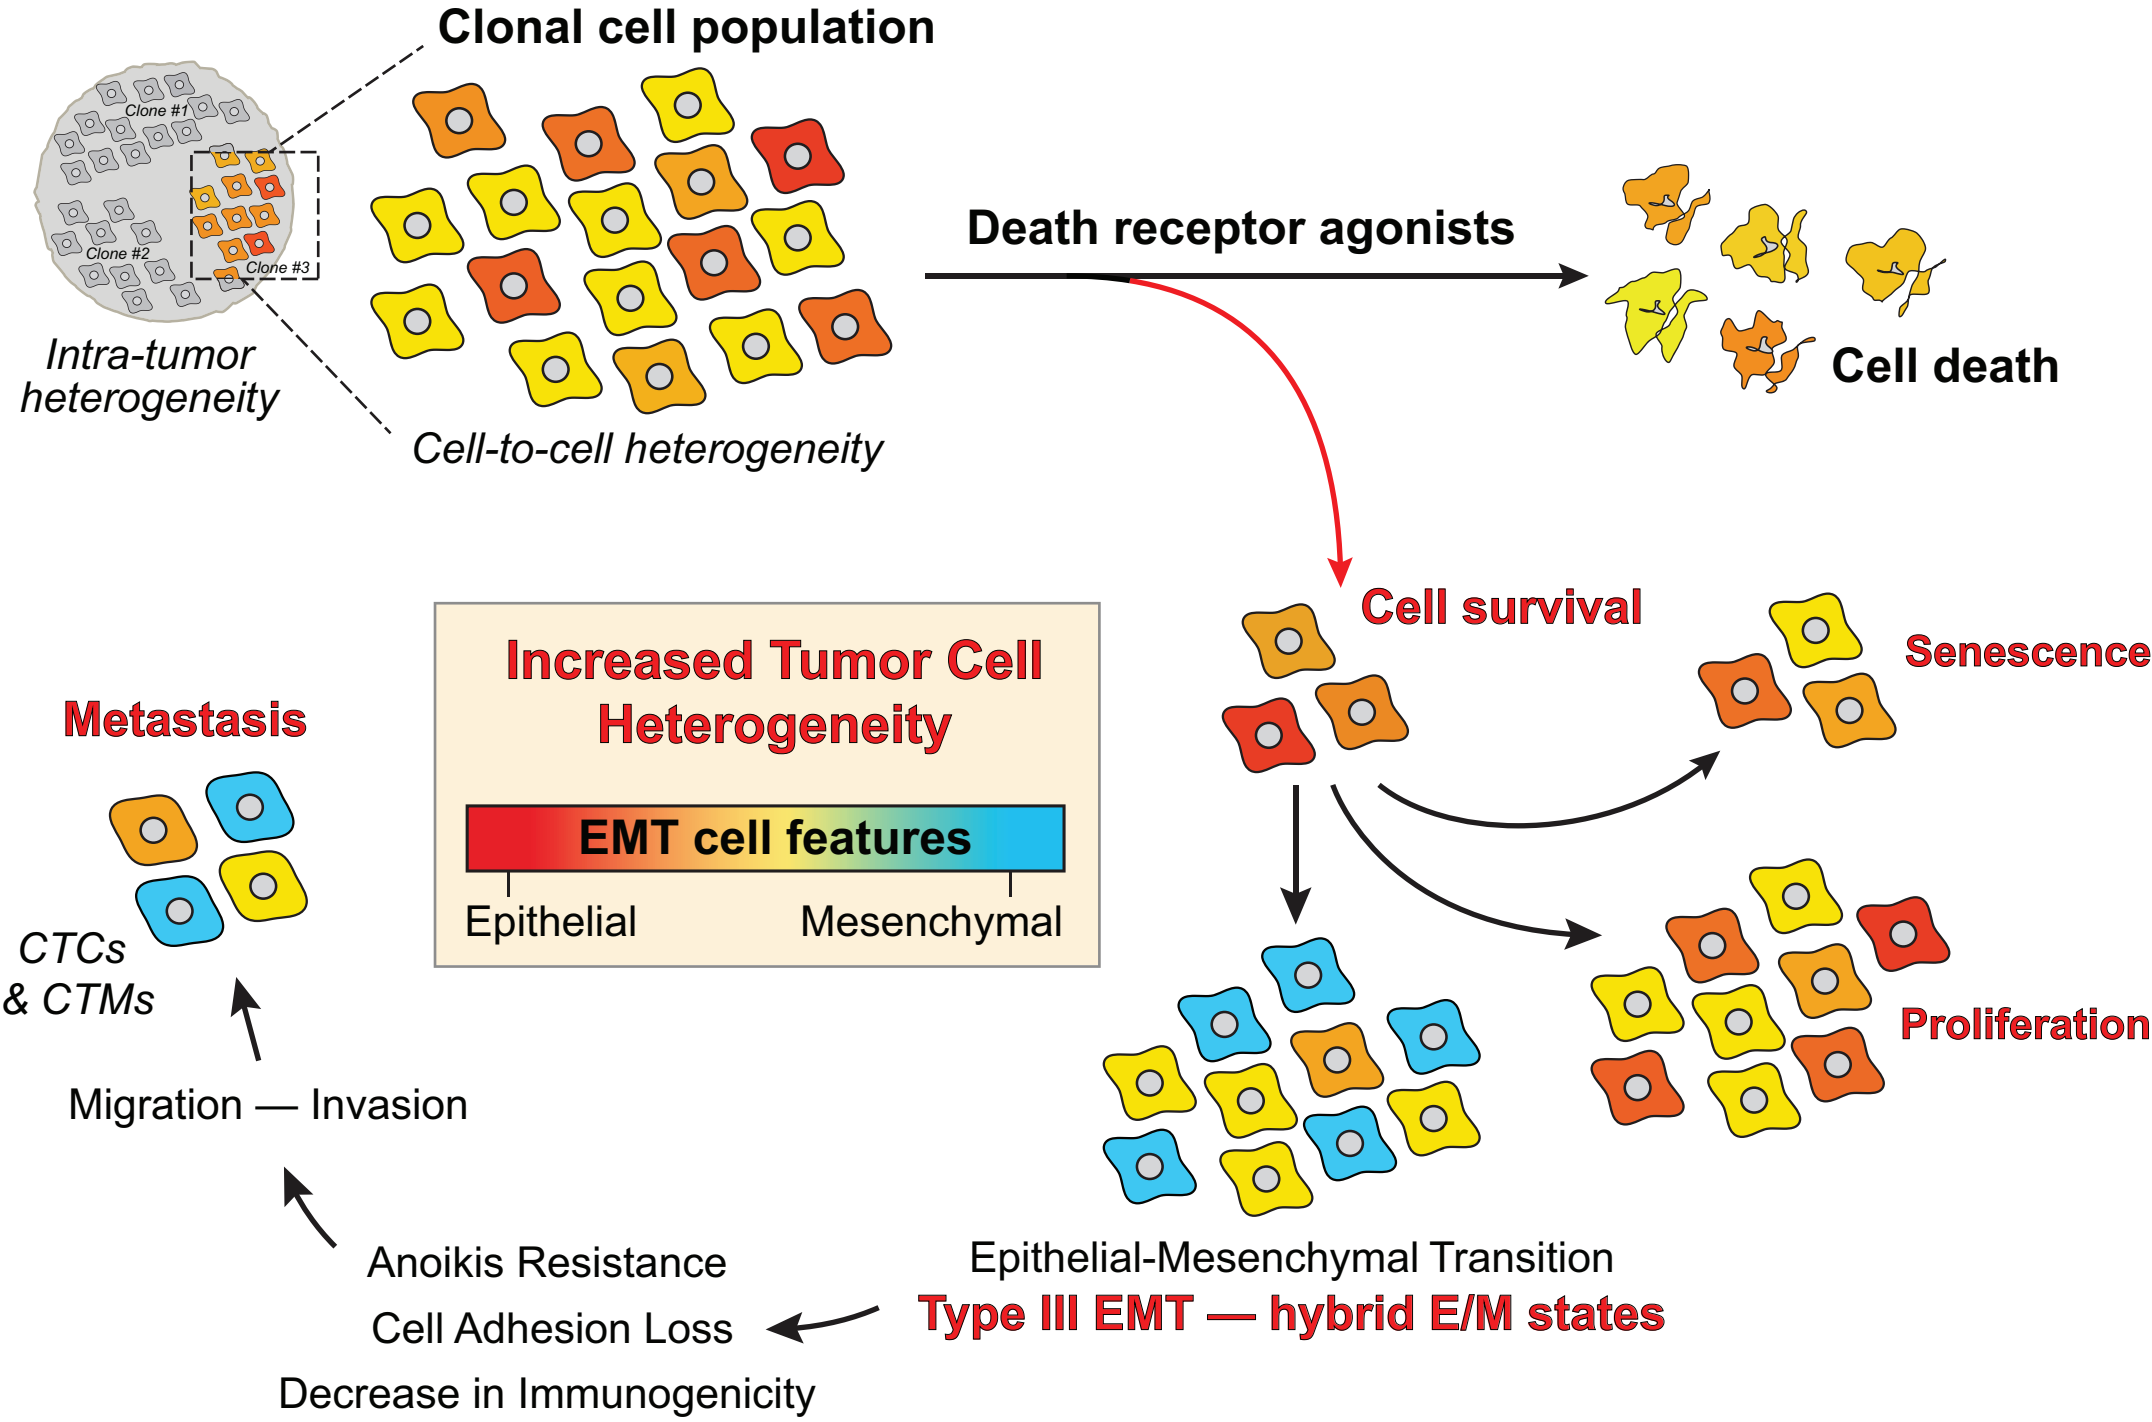 Clonal cell population
Clone #1
Clone #2
Clone #3
Intra-tumor
heterogeneity
Cell-to-cell heterogeneity
Death receptor agonists
Cell death
Cell survival
Senescence
Proliferation
Increased Tumor Cell
Heterogeneity
EMT cell features
Epithelial
Mesenchymal
Metastasis
CTCs
& CTMs
Migration — Invasion
Anoikis Resistance
Cell Adhesion Loss
Decrease in Immunogenicity
Epithelial-Mesenchymal Transition
Type III EMT — hybrid E/M states